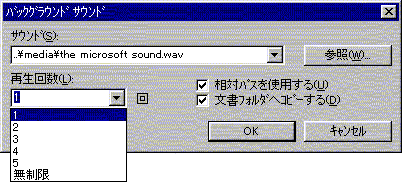 ﾊﾞｯｸｸﾞﾗｳﾝﾄﾞ ｻｳﾝﾄﾞ
ｻｳﾝﾄﾞ(S):
..¥media¥the microsoft sound.wav
参照(W)...
再生回数(L):
1
回
相対ﾊﾟｽを使用する(U)
文書ﾌｫﾙﾀﾞへｺﾋﾟｰする(D)
1
2
3
4
5
無制限
OK
ｷｬﾝｾﾙ